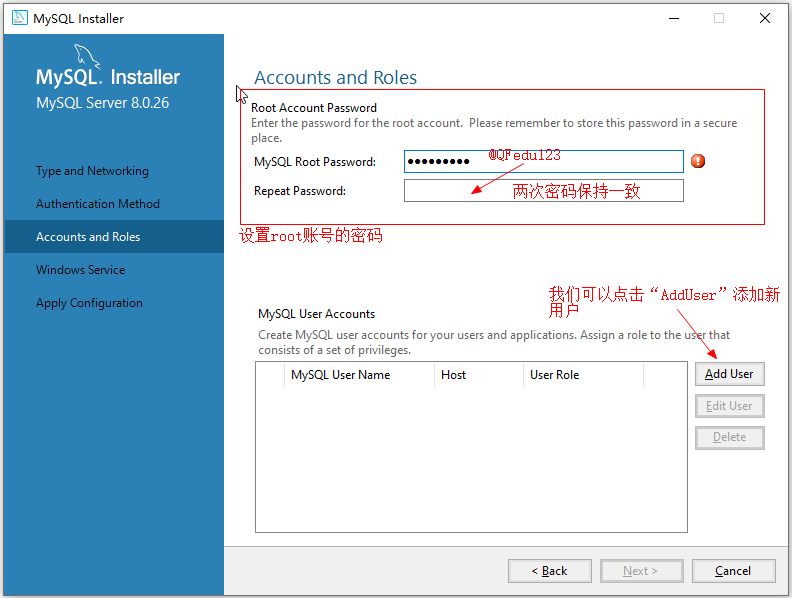 MySQL Installer
MySQL. Installer
MySQL Server 8.0.26
Type and Networking
Authentication Method
Accounts and Roles
Windows Service
Apply Configuration
Accounts and Roles
Root Account Password
Enter the password for the root account. Please remember to store this password in a secure
place.
MySQL Root Password:
●●●●●●●●●
@QFedu123
Repeat Password:
两次密码保持一致
设置root账号的密码
我们可以点击“AddUser”添加新
用户
MySQL User Accounts
Create MySQL user accounts for your users and applications. Assign a role to the user that
consists of a set of privileges.
MySQL User Name Host User Role
Add User
Edit User
Delete
< Back Next > Cancel